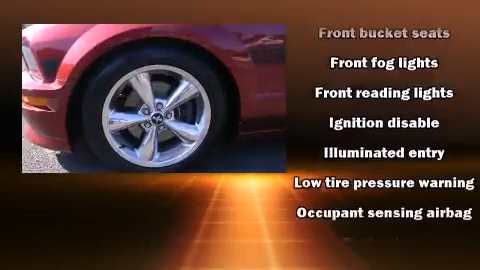 Front bucket seats
Front fog lights
Front reading lights
Ignition disable
Illuminated entry
Low tire pressure warning
Occupant sensing airbag